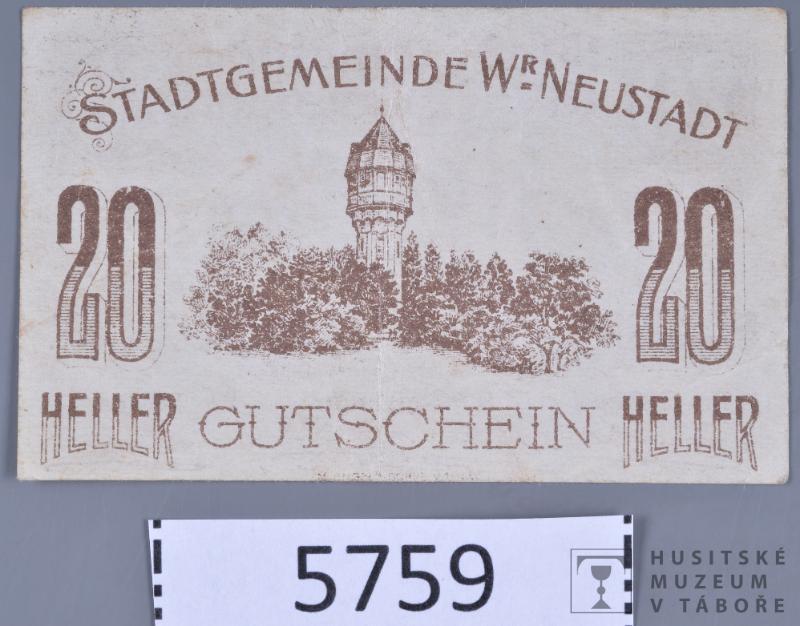 STADTGEMEINDE WR. NEUSTADT
20 20
HELLER GUTSCHEIN HELLER
5759
HUSITSKÉ
MUZEUM
V TÁBOŘE